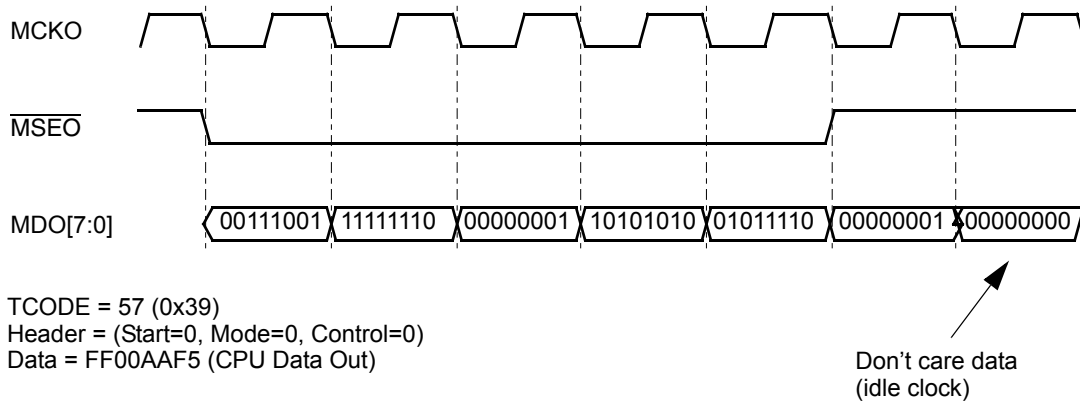 MCKO
MSEO
MDO[7:0] 00111001 11111110 00000001 10101010 01011110 00000001 00000000
TCODE = 57 (0x39)
Header = (Start=0, Mode=0, Control=0)
Data = FF00AAF5 (CPU Data Out)
Don't care data
(idle clock)